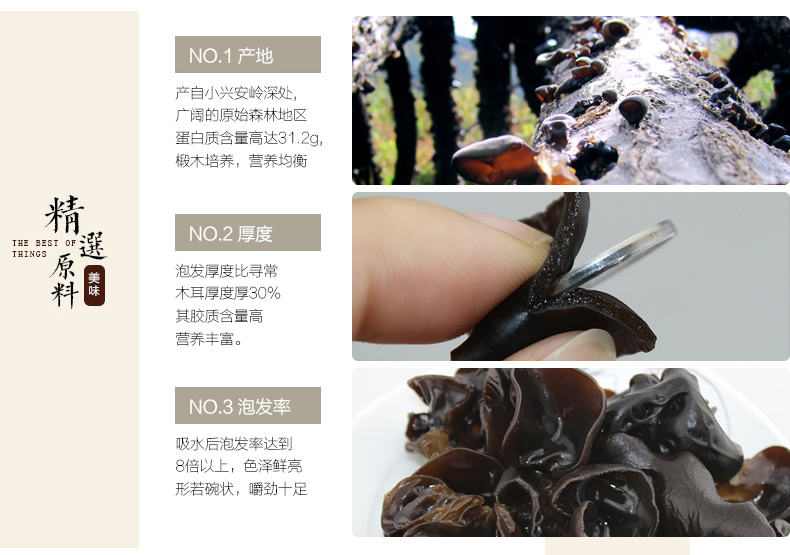 精選原料
THE BEST OF
THINGS
美味
NO.1 产地
产自小兴安岭深处,
广阔的原始森林地区
蛋白质含量高达31.2g,
椴木培养，营养均衡
NO.2 厚度
泡发厚度比寻常
木耳厚度厚30%
其胶质含量高
营养丰富。
NO.3 泡发率
吸水后泡发率达到
8倍以上，色泽鲜亮
形若碗状，嚼劲十足